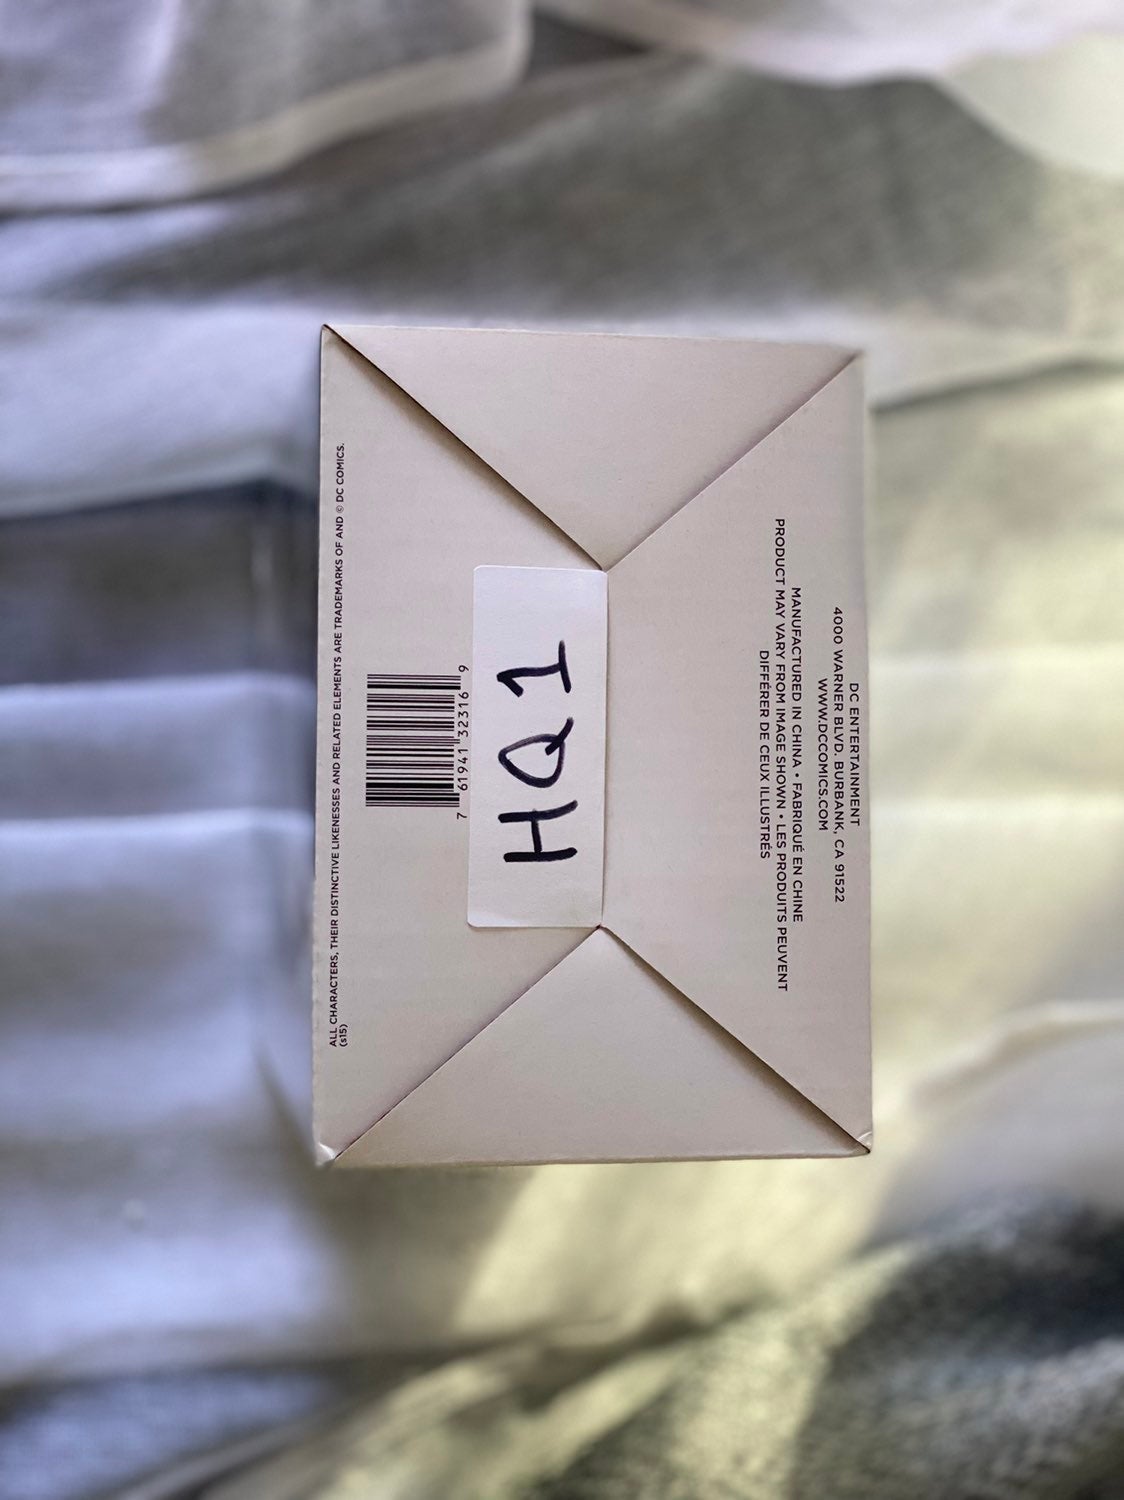 DC ENTERTAINMENT
4000 WARNER BLVD. BURBANK, CA 91522
WWW.DCCOMICS.COM
MANUFACTURED IN CHINA • FABRIQUÉ EN CHINE
PRODUCT MAY VARY FROM IMAGE SHOWN • LES PRODUITS PEUVENT
DIFFÉRER DE CEUX ILLUSTRÉS
HQ1
7 61941 32316 9
ALL CHARACTERS, THEIR DISTINCTIVE LIKENESSES AND RELATED ELEMENTS ARE TRADEMARKS OF AND © DC COMICS.
(s15)